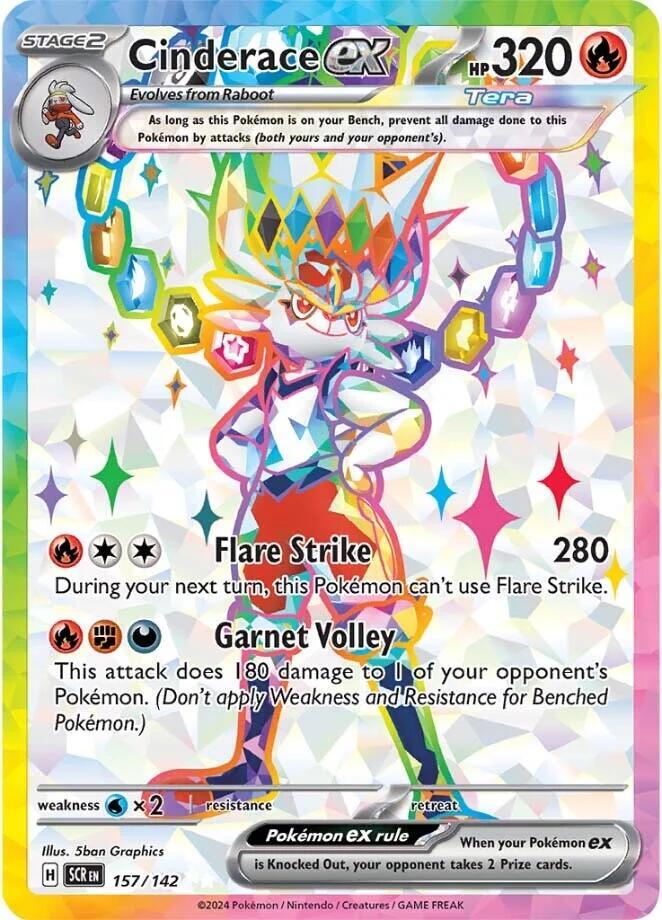 STAGE2
Cinderace ex
HP 320
Evolves from Raboot
Tera
As long as this Pokémon is on your Bench, prevent all damage done to this
Pokémon by attacks (both yours and your opponent's).
Flare Strike 280
During your next turn, this Pokémon can't use Flare Strike.
Garnet Volley
This attack does 180 damage to 1 of your opponent's
Pokémon. (Don't apply Weakness and Resistance for Benched
Pokémon.)
weakness ×2 resistance retreat
Illus. 5ban Graphics
Pokémon ex rule
When your Pokémon ex
is Knocked Out, your opponent takes 2 Prize cards.
H SCR EN 157/142
©2024 Pokémon / Nintendo / Creatures / GAME FREAK